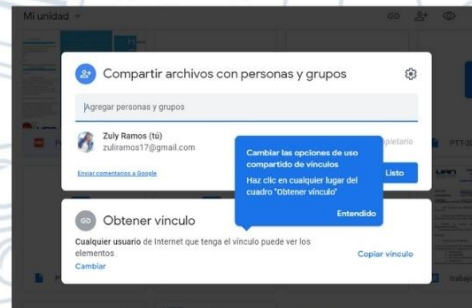 Mi unidad
Compartir archivos con personas y grupos
Agregar personas y grupos
Zuly Ramos (tú)
zuliramos17@gmail.com
Cambiar las opciones de uso
compartido de vínculos
Haz clic en cualquier lugar del
cuadro "Obtener vínculo"
Entendido
Enviar comentarios a Google
Listo
Obtener vínculo
Cualquier usuario de Internet que tenga el vínculo puede ver los
elementos
Copiar vínculo
Cambiar